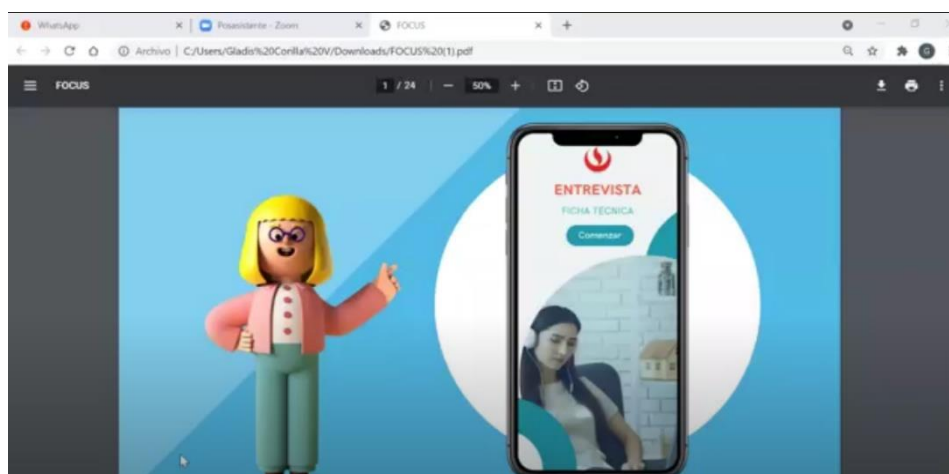 WhatsApp
Posasistente - Zoom
FOCUS
Archivo | C:/Users/Gladis%20Corilla%20V/Downloads/FOCUS%20(1).pdf
FOCUS
1 / 24
50%
G
ENTREVISTA
FICHA TÉCNICA
Comenzar